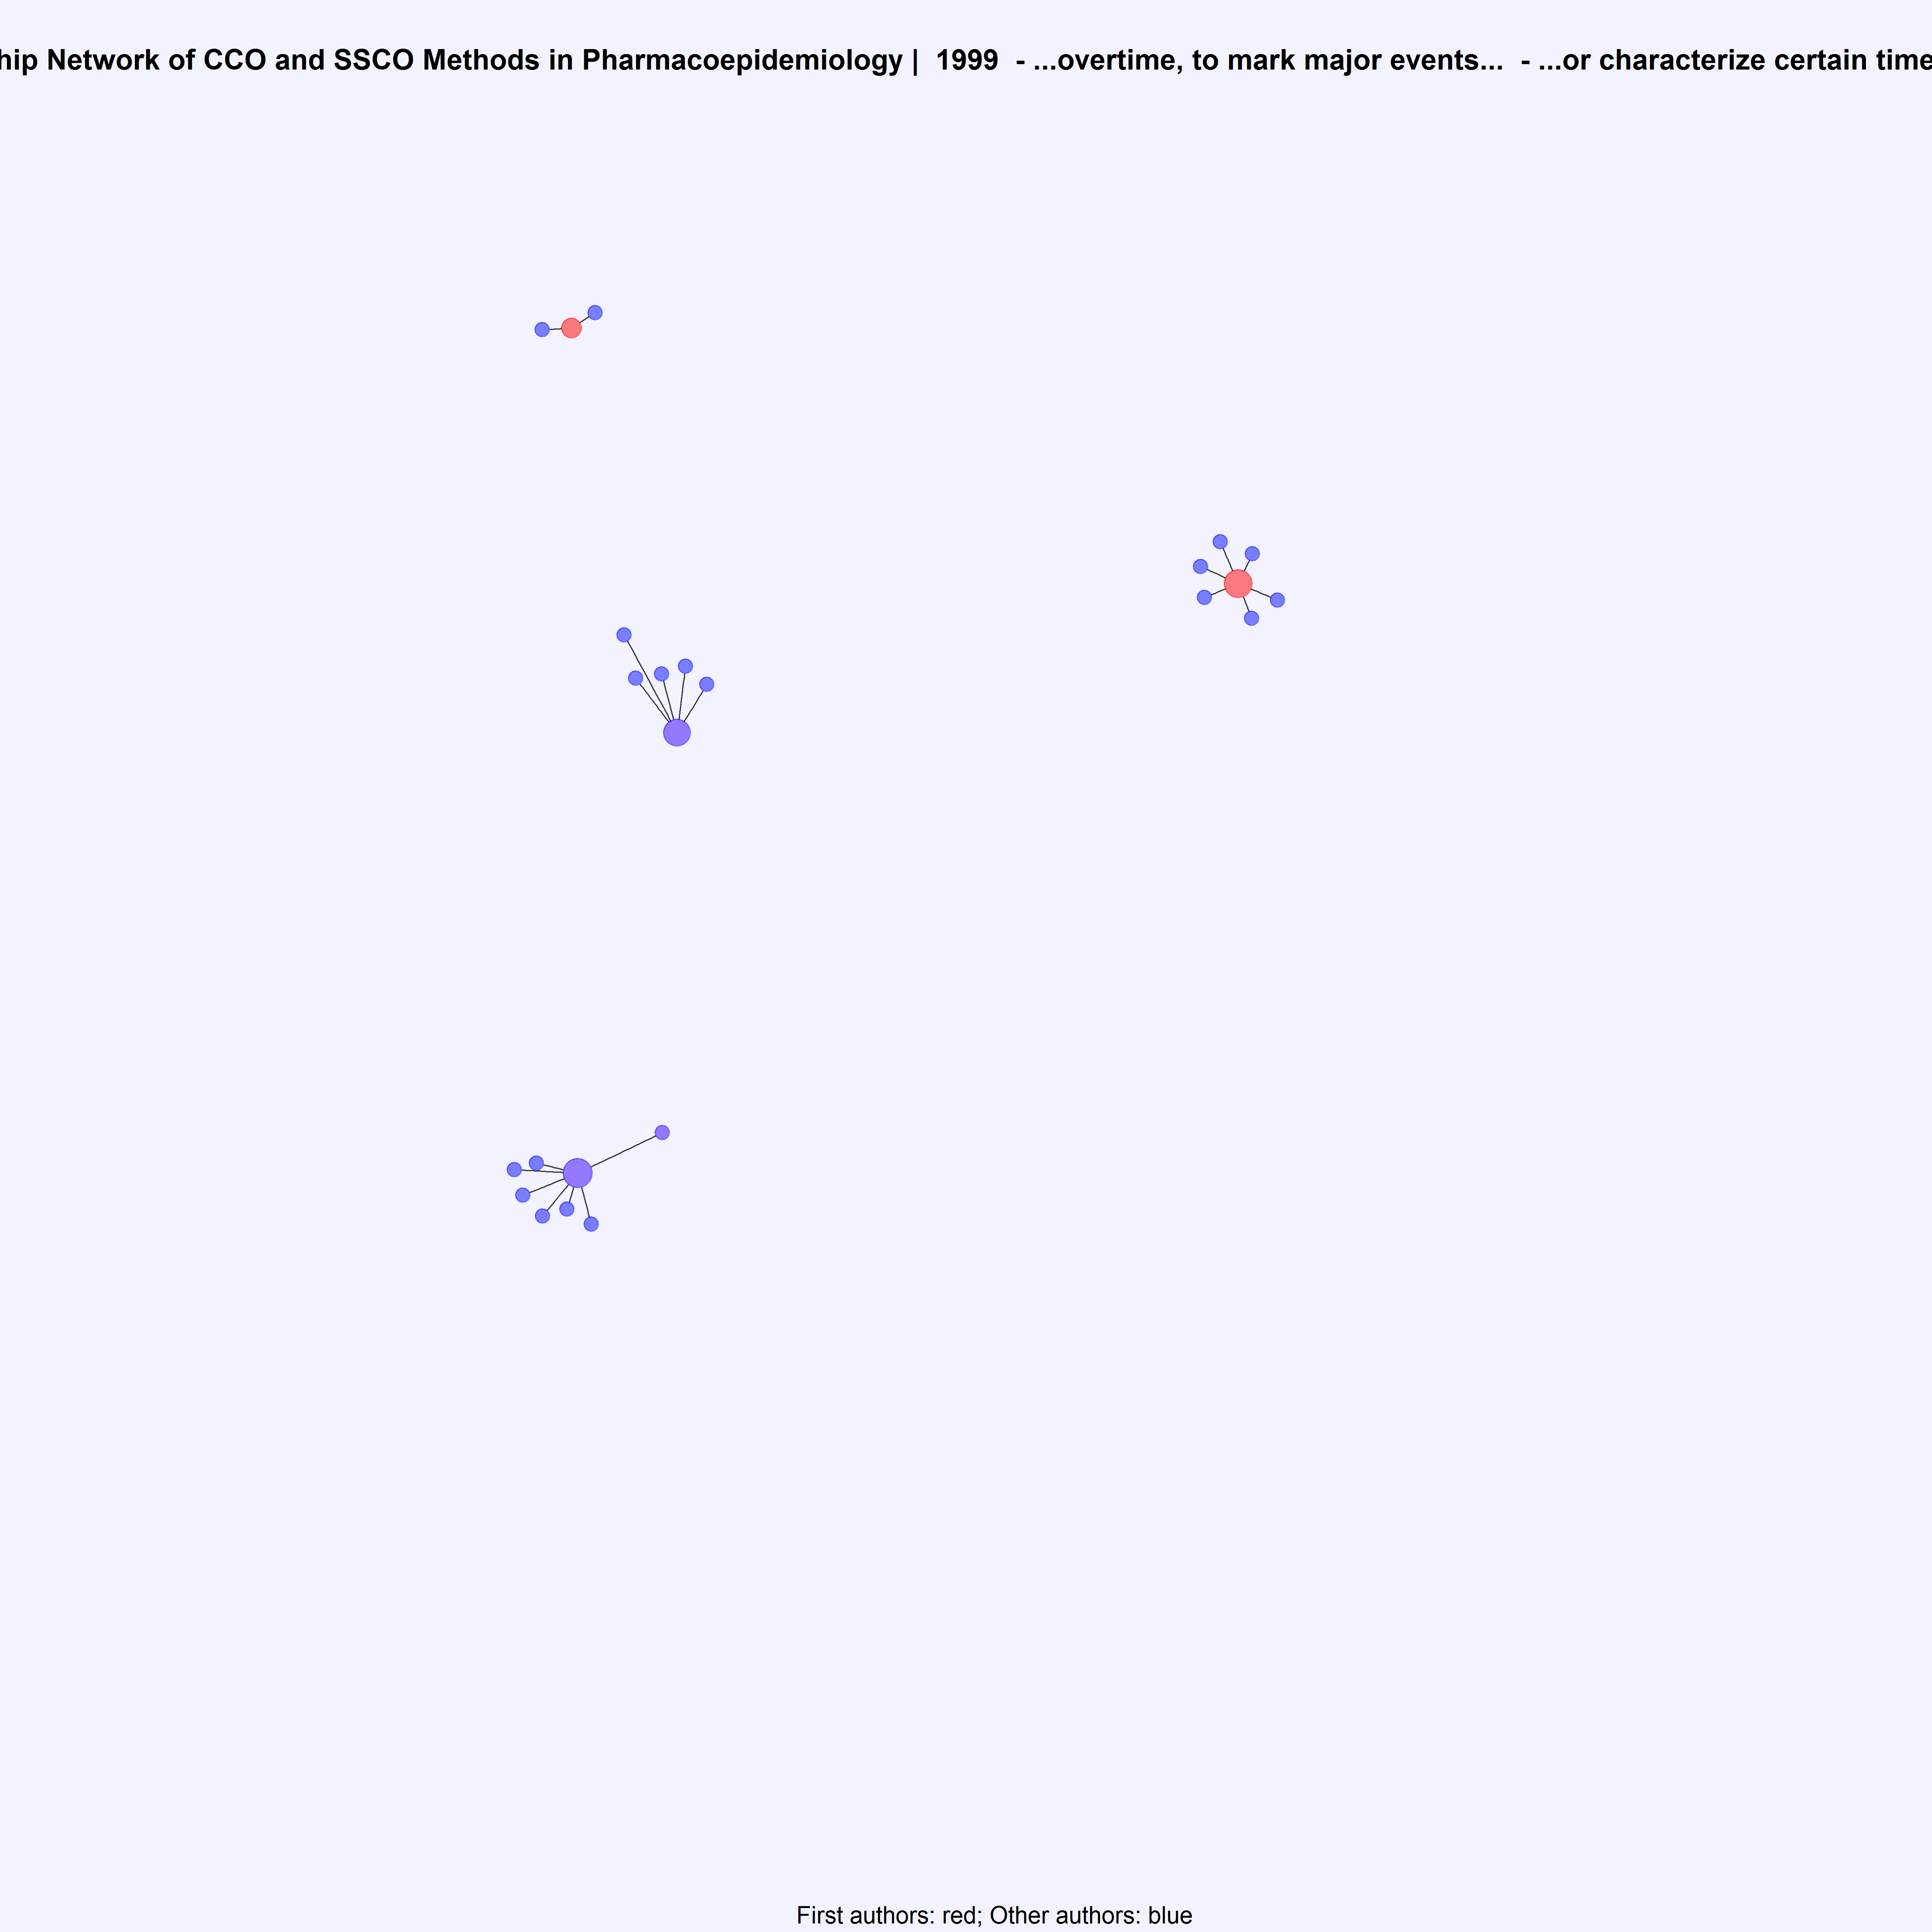 hip Network of CCO and SSCO Methods in Pharmacoepidemiology | 1999 - ...overtime, to mark major events... - ...or characterize certain time
First authors: red; Other authors: blue